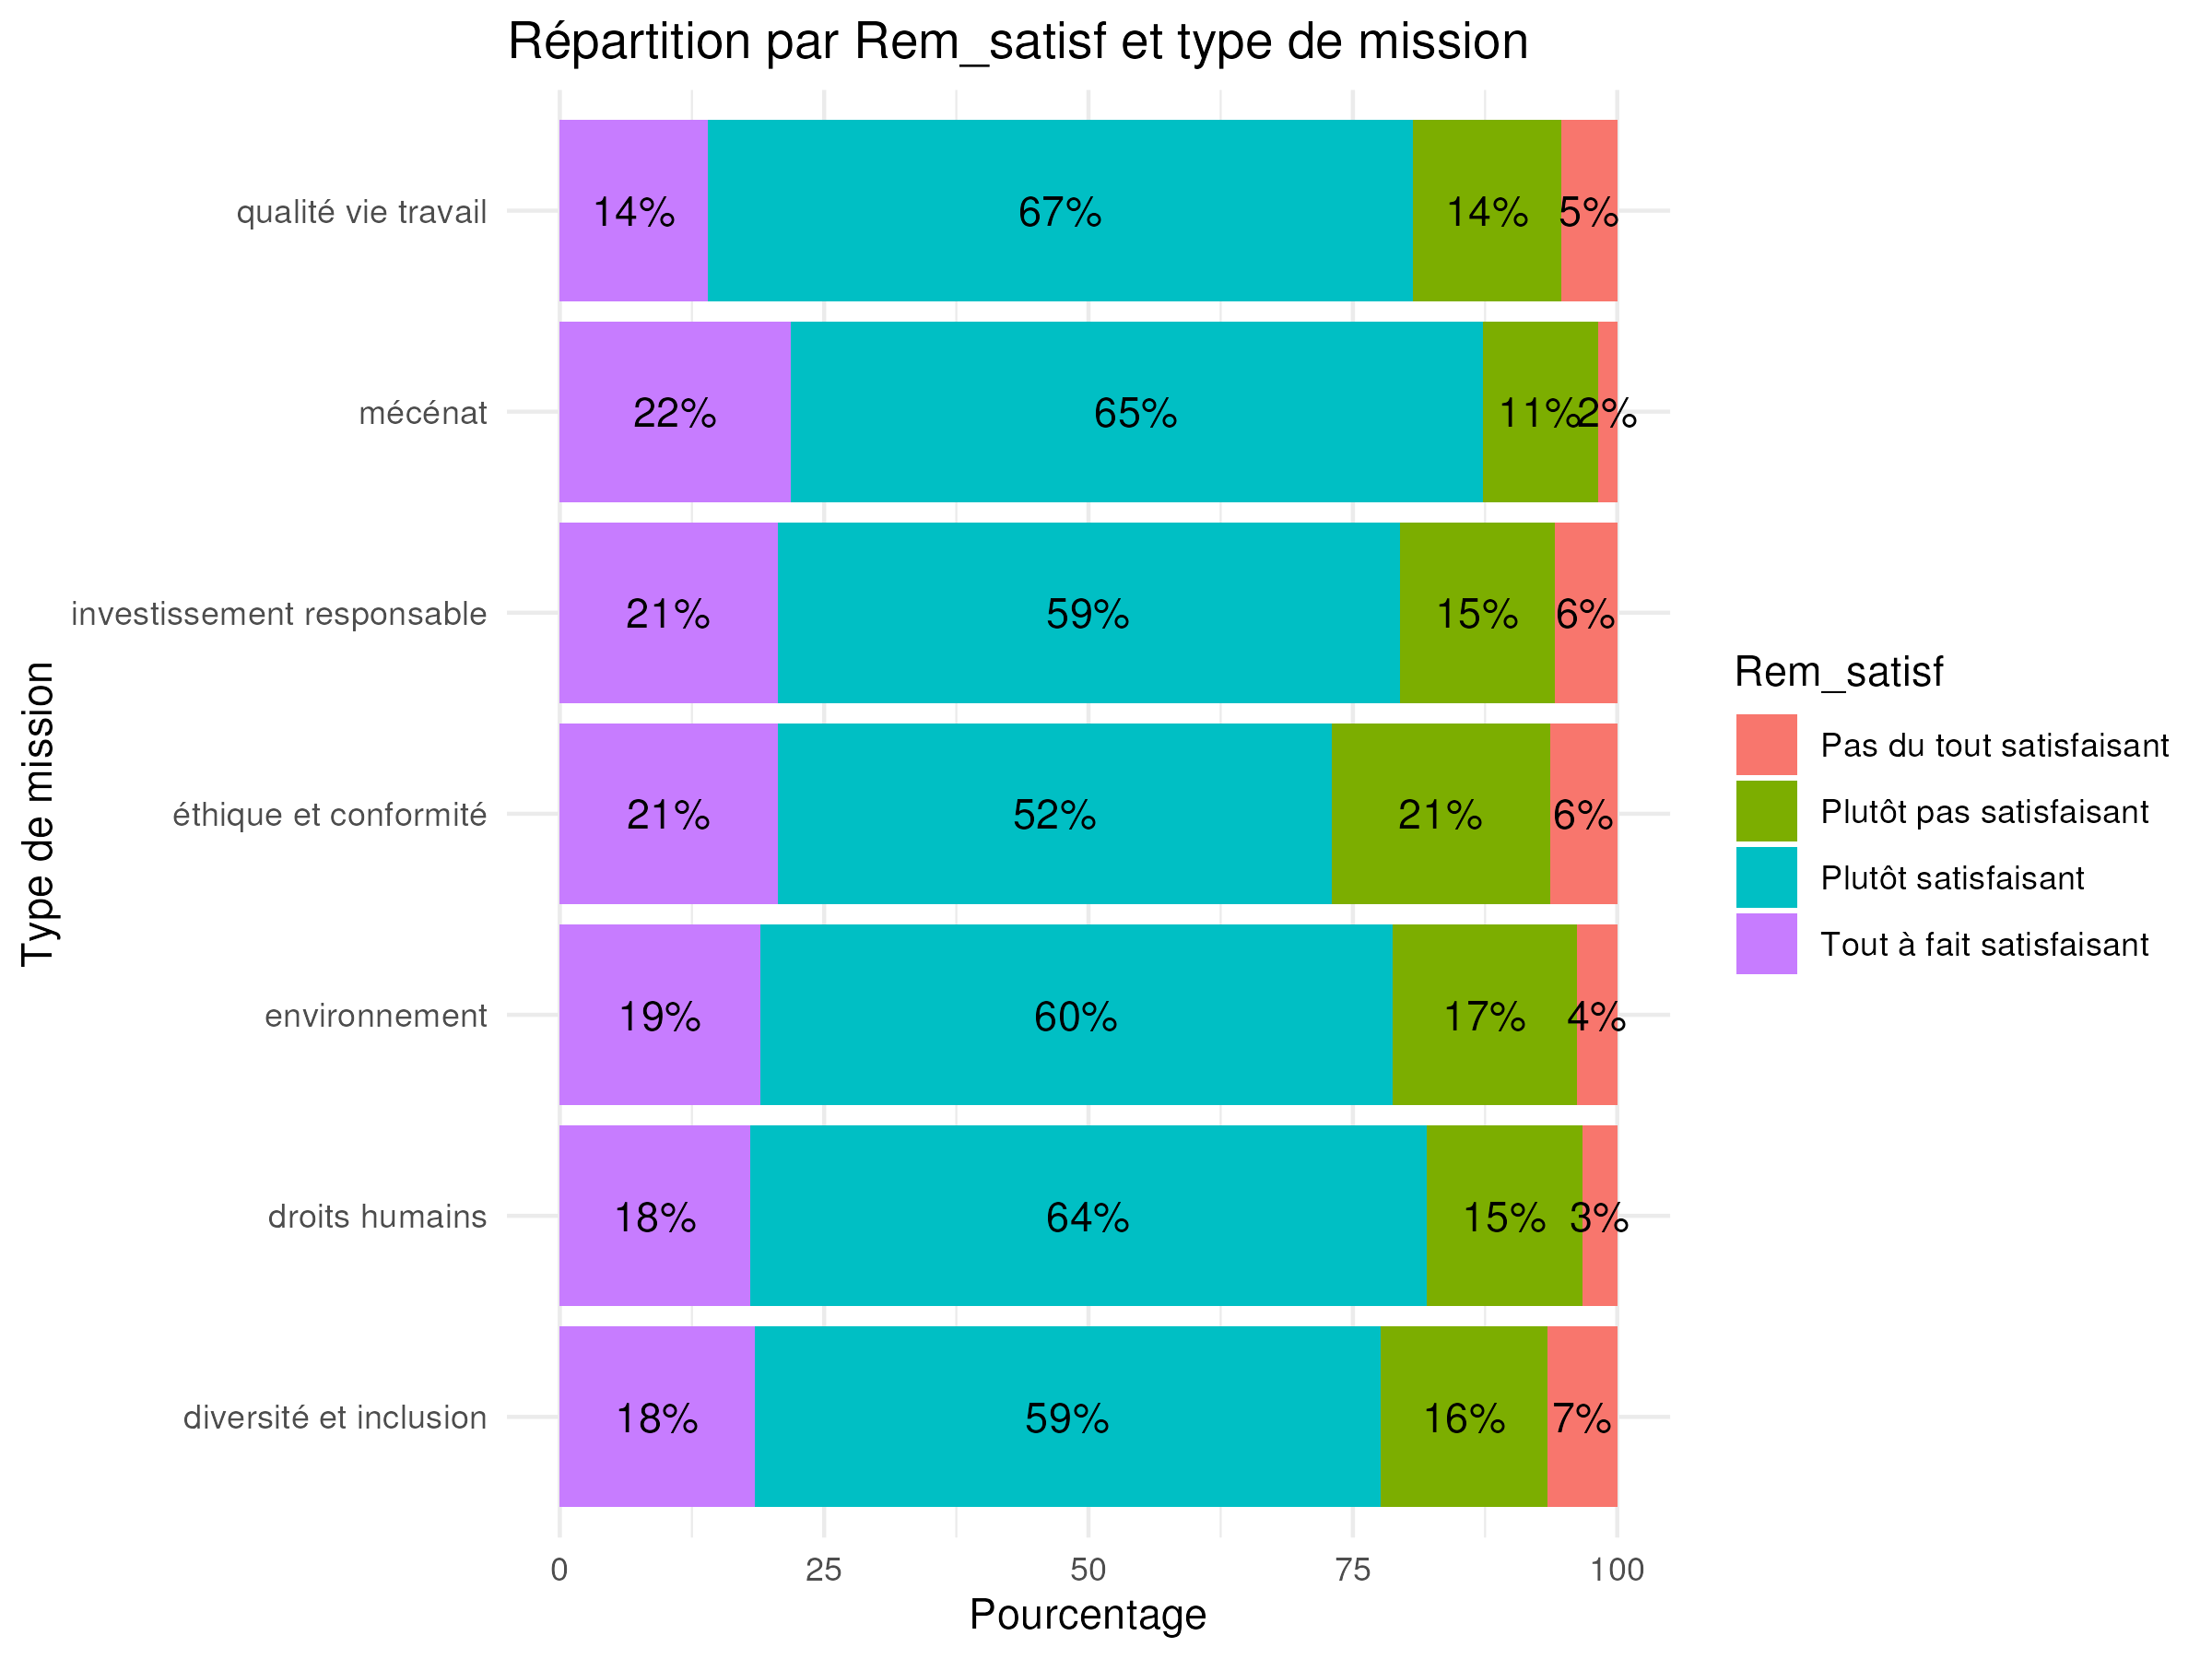 Répartition par Rem_satisf et type de mission
qualité vie travail
14% 67% 14% 5%
mécénat
22% 65% 11% 2%
investissement responsable
21% 59% 15% 6%
éthique et conformité
21% 52% 21% 6%
environnement
19% 60% 17% 4%
droits humains
18% 64% 15% 3%
diversité et inclusion
18% 59% 16% 7%
0 25 50 75 100
Pourcentage
Type de mission
Rem_satisf
Pas du tout satisfaisant
Plutôt pas satisfaisant
Plutôt satisfaisant
Tout à fait satisfaisant